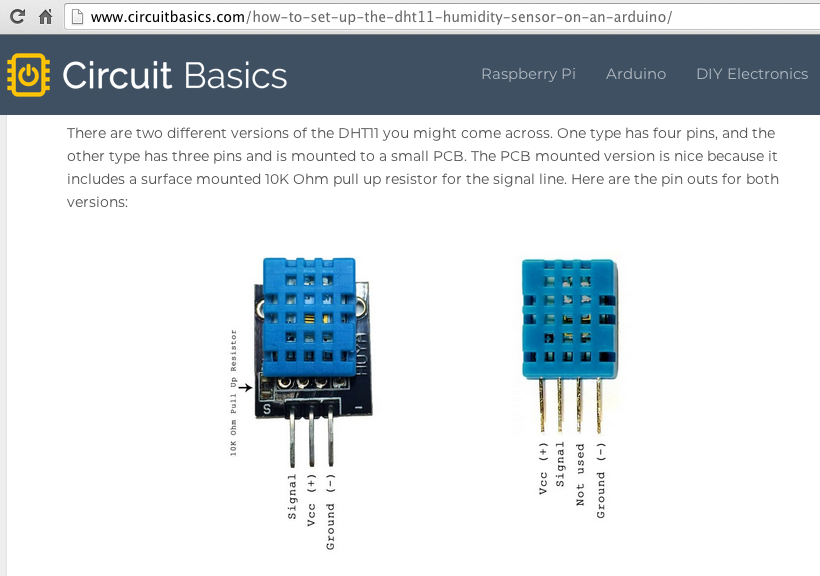 www.circuitbasics.com/how-to-set-up-the-dht11-humidity-sensor-on-an-arduino/
Circuit Basics
Raspberry Pi
Arduino
DIY Electronics
There are two different versions of the DHT11 you might come across. One type has four pins, and the
other type has three pins and is mounted to a small PCB. The PCB mounted version is nice because it
includes a surface mounted 10K Ohm pull up resistor for the signal line. Here are the pin outs for both
versions:
10K Ohm Pull Up Resistor
S
-
Signal
Vcc (+)
Ground (-)
Vcc (+)
Signal
Not used
Ground (-)